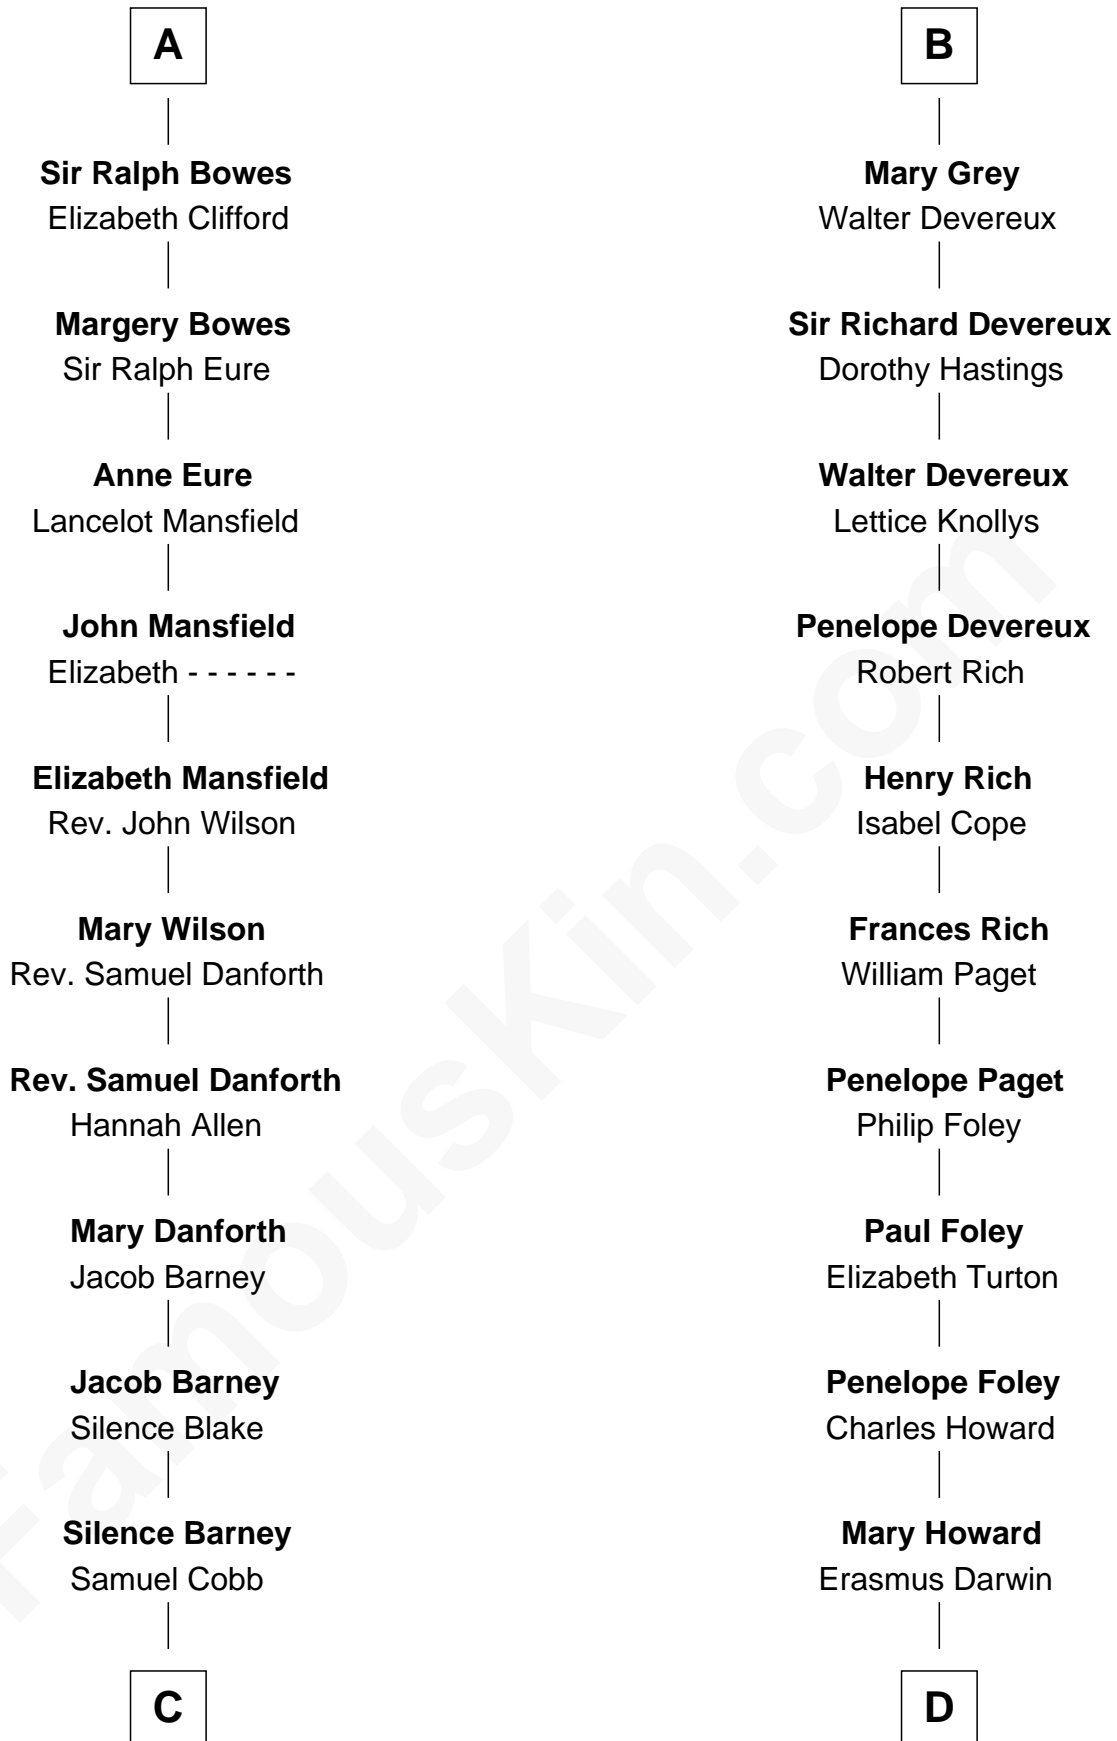 A
Sir Ralph Bowes
Elizabeth Clifford
Margery Bowes
Sir Ralph Eure
Anne Eure
Lancelot Mansfield
John Mansfield
Elizabeth - - - - - -
Elizabeth Mansfield
Rev. John Wilson
Mary Wilson
Rev. Samuel Danforth
Rev. Samuel Danforth
Hannah Allen
Mary Danforth
Jacob Barney
Jacob Barney
Silence Blake
Silence Barney
Samuel Cobb
C
B
Mary Grey
Walter Devereux
Sir Richard Devereux
Dorothy Hastings
Walter Devereux
Lettice Knollys
Penelope Devereux
Robert Rich
Henry Rich
Isabel Cope
Frances Rich
William Paget
Penelope Paget
Philip Foley
Paul Foley
Elizabeth Turton
Penelope Foley
Charles Howard
Mary Howard
Erasmus Darwin
D
FamousKin.com